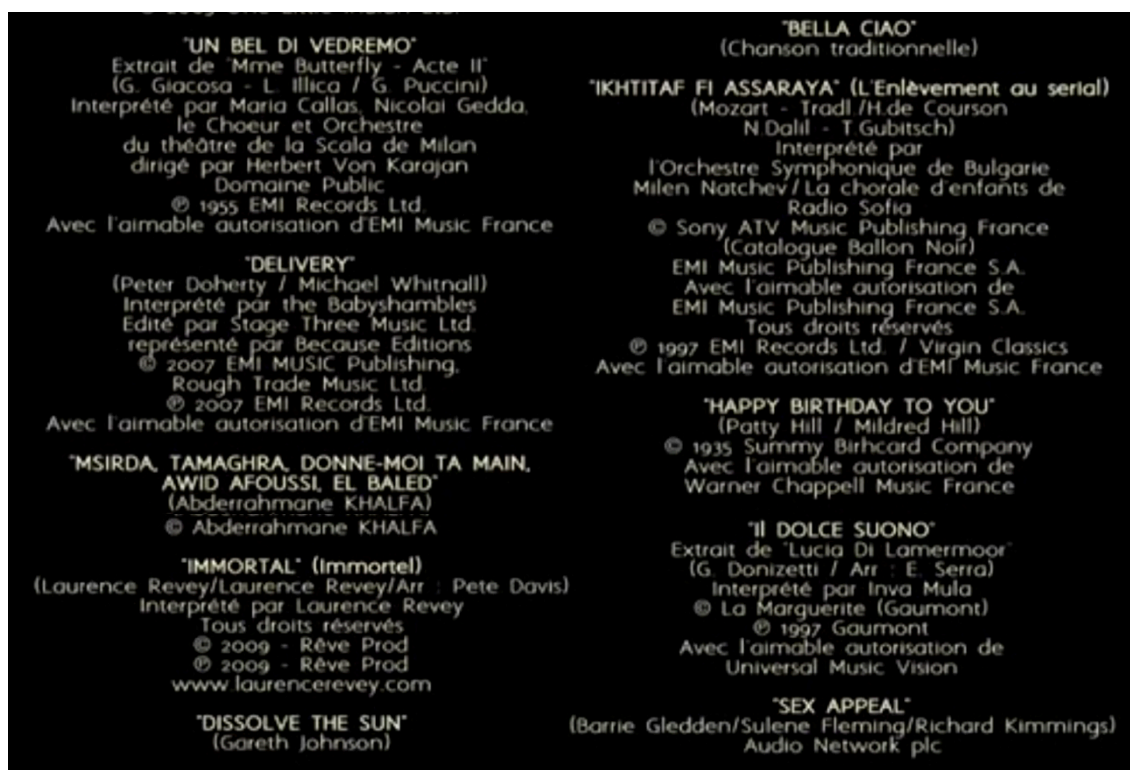 "UN BEL DI VEDREMO"
Extrait de "Mme Butterfly - Acte II"
(G. Giacosa - L. Illica / G. Puccini)
Interprété par Maria Callas, Nicolai Gedda,
le Choeur et Orchestre
du théâtre de la Scala de Milan
dirigé par Herbert Von Karajan
Domaine Public
℗ 1955 EMI Records Ltd.
Avec l'aimable autorisation d'EMI Music France
"DELIVERY"
(Peter Doherty / Michael Whitnall)
Interprété par the Babyshambles
Edité par Stage Three Music Ltd.
représenté par Because Editions
© 2007 EMI MUSIC Publishing,
Rough Trade Music Ltd.
℗ 2007 EMI Records Ltd.
Avec l'aimable autorisation d'EMI Music France
"MSIRDA, TAMAGHRA, DONNE-MOI TA MAIN,
AWID AFOUSSI, EL BALED"
(Abderrahmane KHALFA)
© Abderrahmane KHALFA
"IMMORTAL" (Immortel)
(Laurence Revey/Laurence Revey/Arr : Pete Davis)
Interprété par Laurence Revey
Tous droits réservés
© 2009 - Rêve Prod
℗ 2009 - Rêve Prod
www.laurencerevey.com
"DISSOLVE THE SUN"
(Gareth Johnson)
"BELLA CIAO"
(Chanson traditionnelle)
"IKHTITAF FI ASSARAYA" (L'Enlèvement au serial)
(Mozart - Tradl /H.de Courson
N.Dalil - T.Gubitsch)
Interprété par
l'Orchestre Symphonique de Bulgarie
Milen Natchev/La chorale d'enfants de
Radio Sofia
© Sony ATV Music Publishing France
(Catalogue Ballon Noir)
EMI Music Publishing France S.A.
Avec l'aimable autorisation de
EMI Music Publishing France S.A.
Tous droits réservés
℗ 1997 EMI Records Ltd. / Virgin Classics
Avec l'aimable autorisation d'EMI Music France
"HAPPY BIRTHDAY TO YOU"
(Patty Hill / Mildred Hill)
© 1935 Summy Birhcard Company
Avec l'aimable autorisation de
Warner Chappell Music France
"Il DOLCE SUONO"
Extrait de "Lucia Di Lamermoor"
(G. Donizetti / Arr : E. Serra)
Interprété par Inva Mula
© La Marguerite (Gaumont)
℗ 1997 Gaumont
Avec l'aimable autorisation de
Universal Music Vision
"SEX APPEAL"
(Barrie Gledden/Sulene Fleming/Richard Kimmings)
Audio Network plc